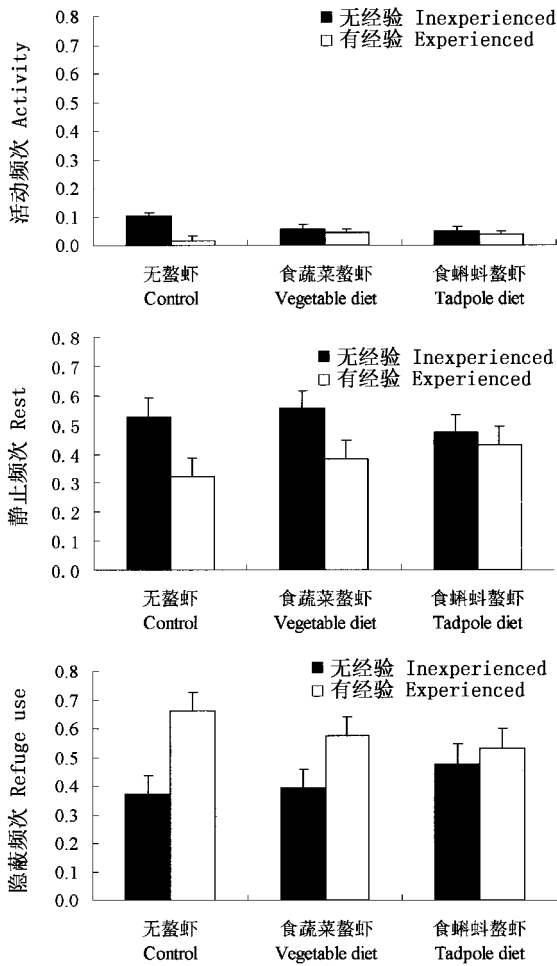 0.8
无经验 Inexperienced
0.7
有经验 Experienced
0.6
0.5
0.4
0.3
0.2
0.1
0.0
活动频次 Activity
无螯虾 食蔬菜螯虾 食蝌蚪螯虾
Control Vegetable diet Tadpole diet
0.8
无经验 Inexperienced
0.7
有经验 Experienced
0.6
0.5
0.4
0.3
0.2
0.1
0.0
静止频次 Rest
无螯虾 食蔬菜螯虾 食蝌蚪螯虾
Control Vegetable diet Tadpole diet
0.8
无经验 Inexperienced
0.7
有经验 Experienced
0.6
0.5
0.4
0.3
0.2
0.1
0.0
隐蔽频次 Refuge use
无螯虾 食蔬菜螯虾 食蝌蚪螯虾
Control Vegetable diet Tadpole diet